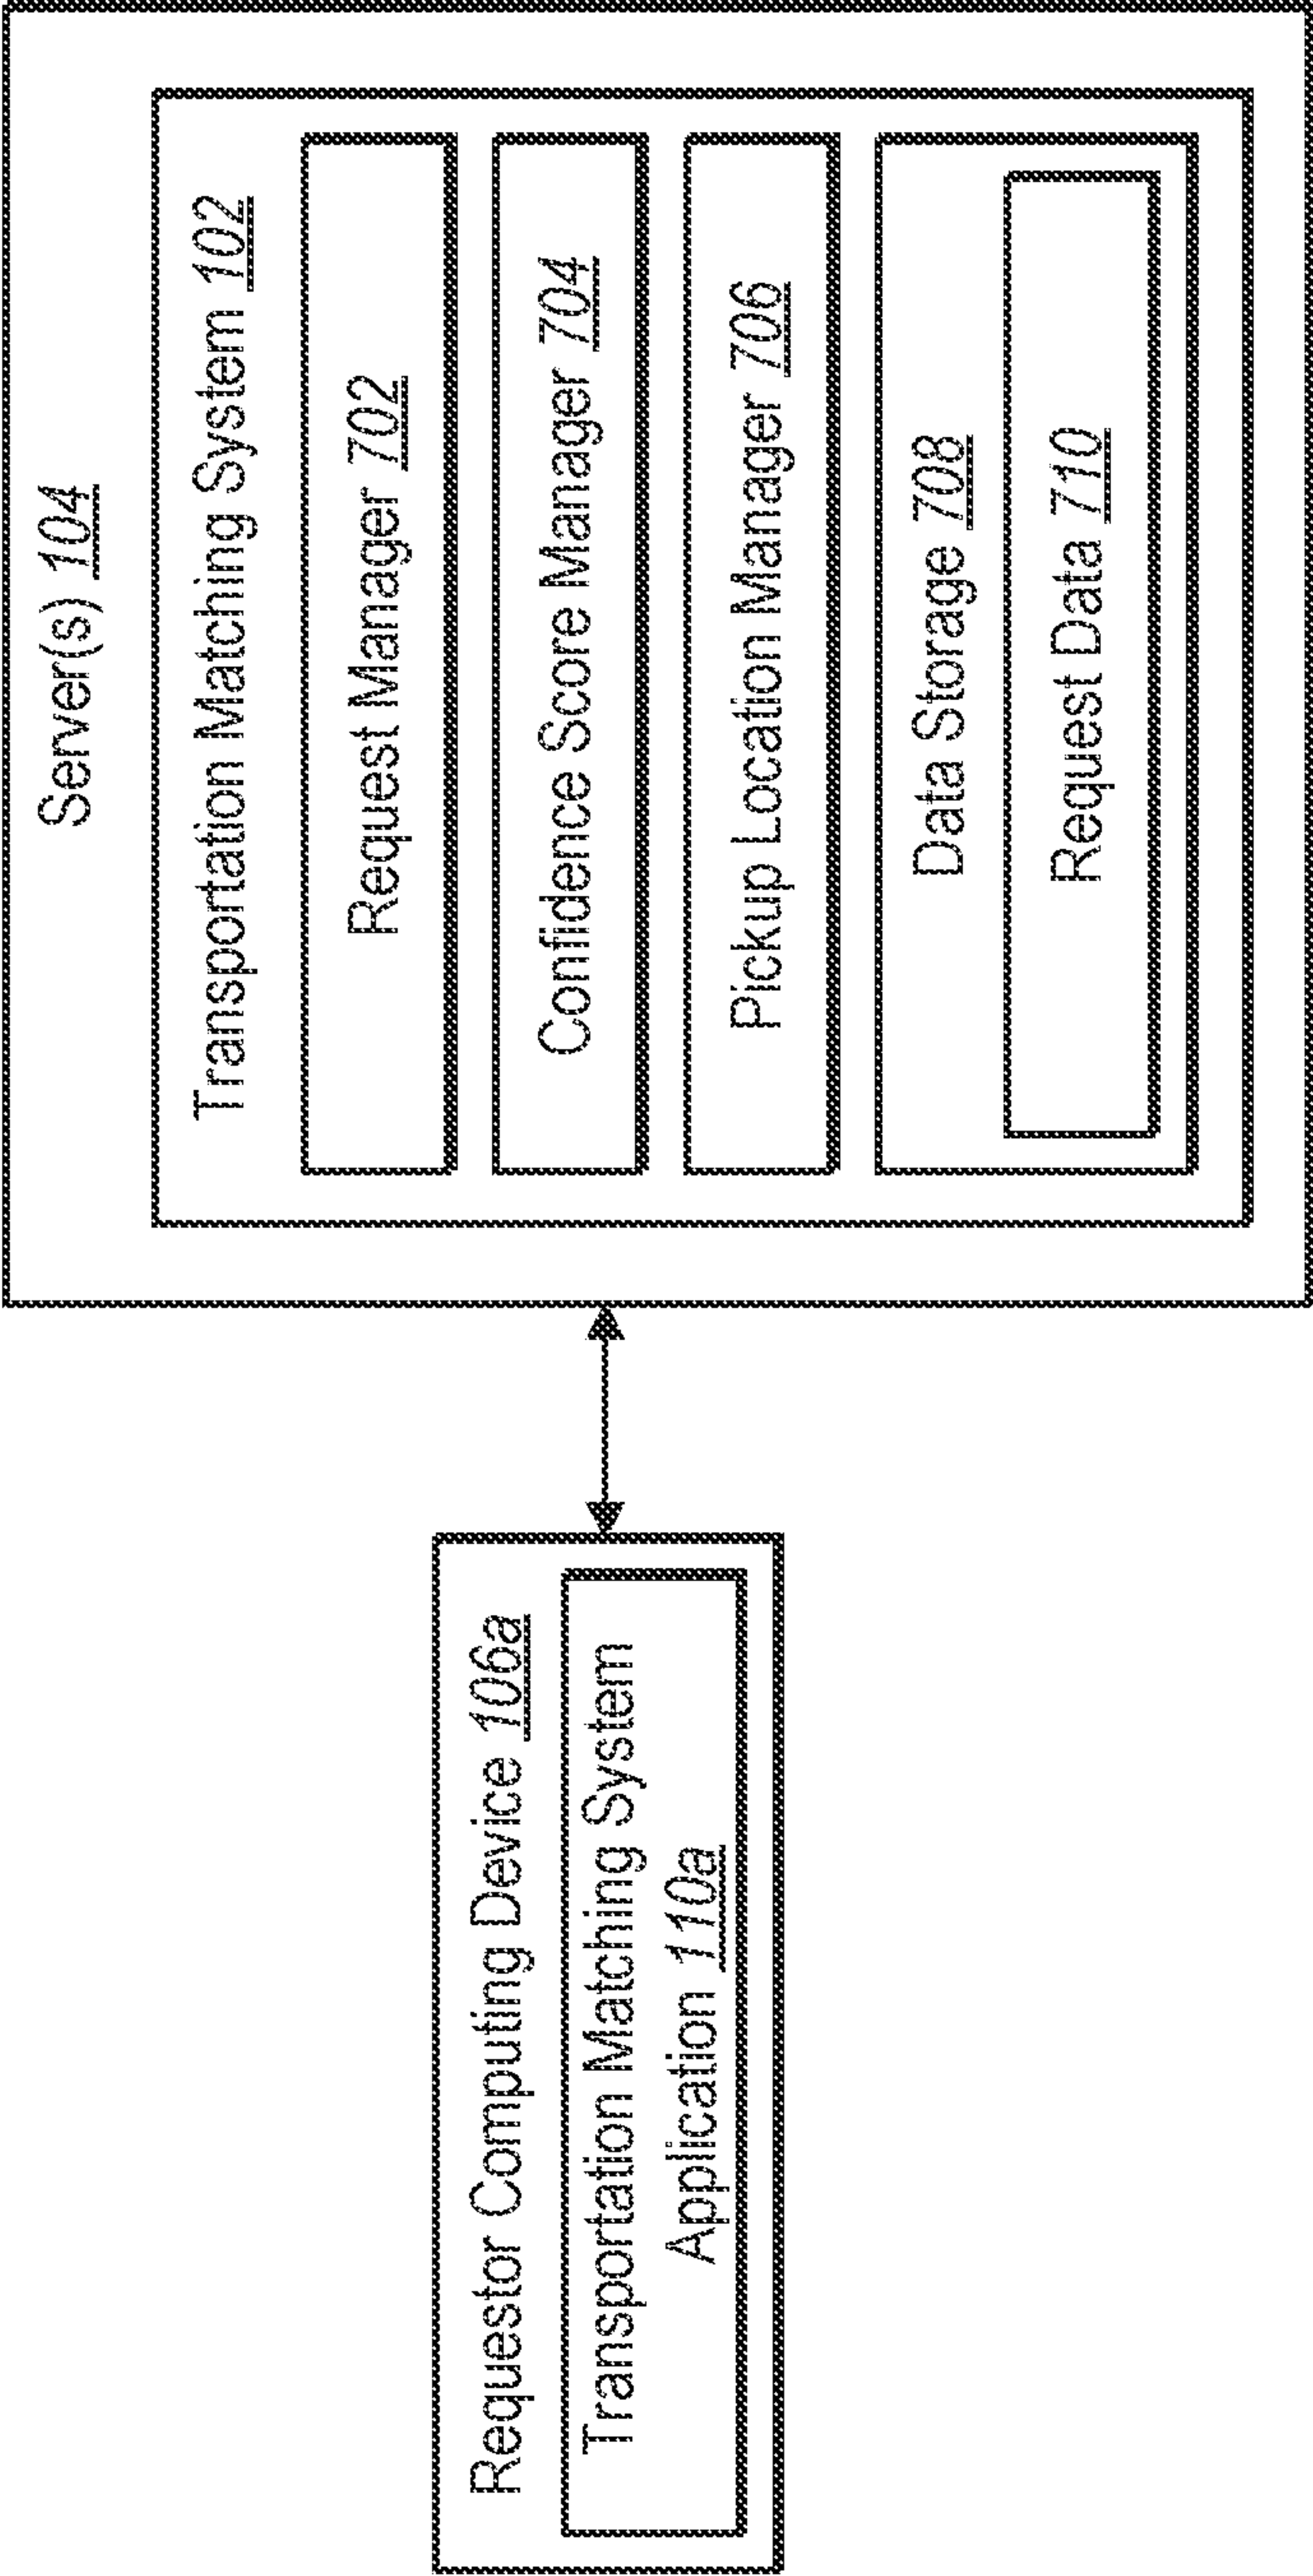 Requestor Computing Device 106a
Transportation Matching System
Application 110a
Server(s) 104
Transportation Matching System 102
Request Manager 702
Confidence Score Manager 704
Pickup Location Manager 706
Data Storage 708
Request Data 710